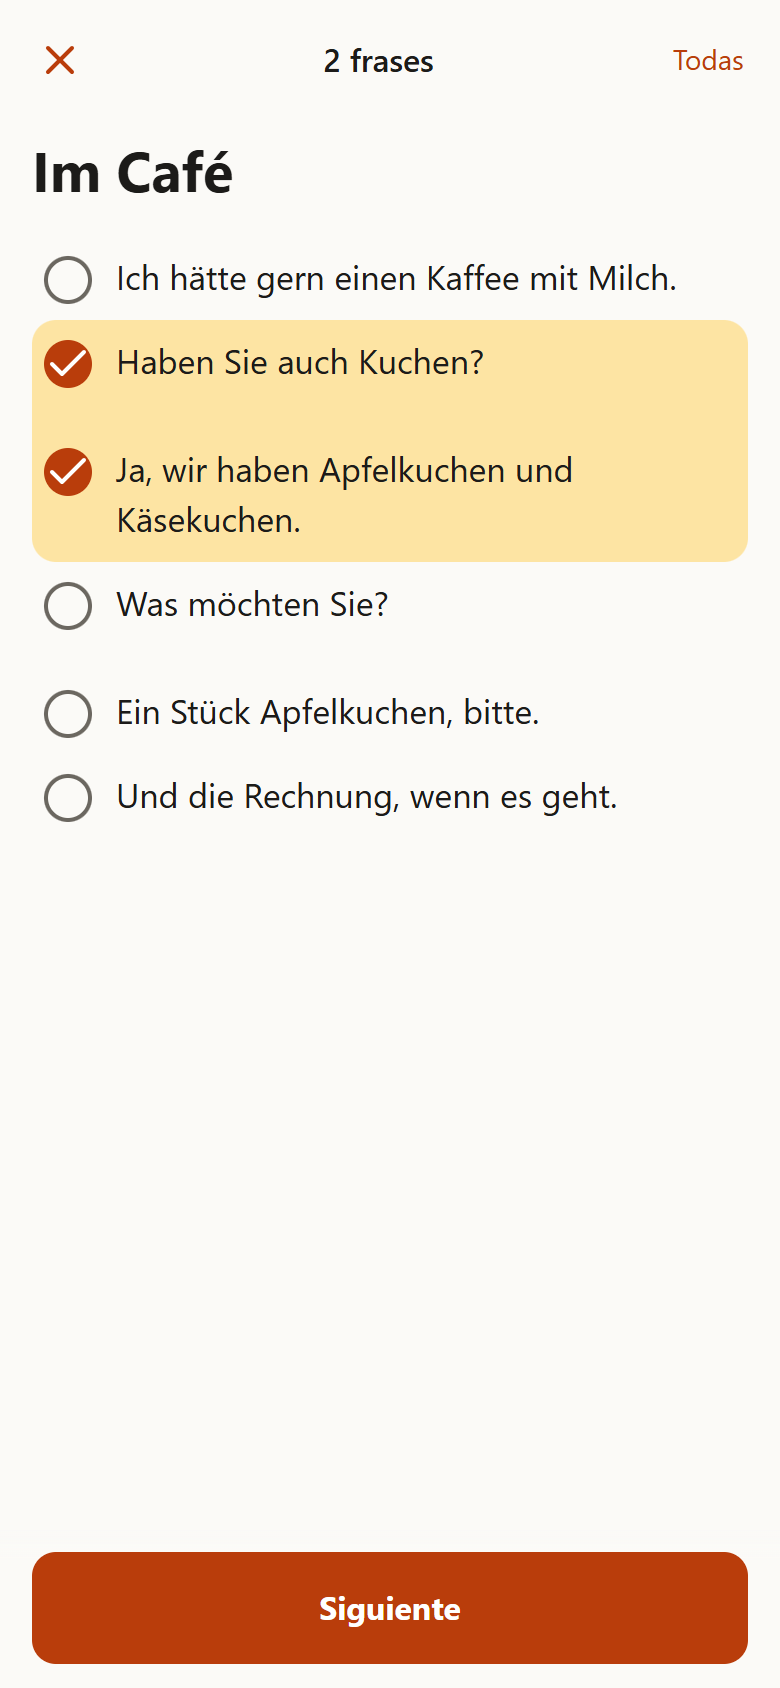 2 frases
Todas
Im Café
Ich hätte gern einen Kaffee mit Milch.
Haben Sie auch Kuchen?
Ja, wir haben Apfelkuchen und
Käsekuchen.
Was möchten Sie?
Ein Stück Apfelkuchen, bitte.
Und die Rechnung, wenn es geht.
Siguiente